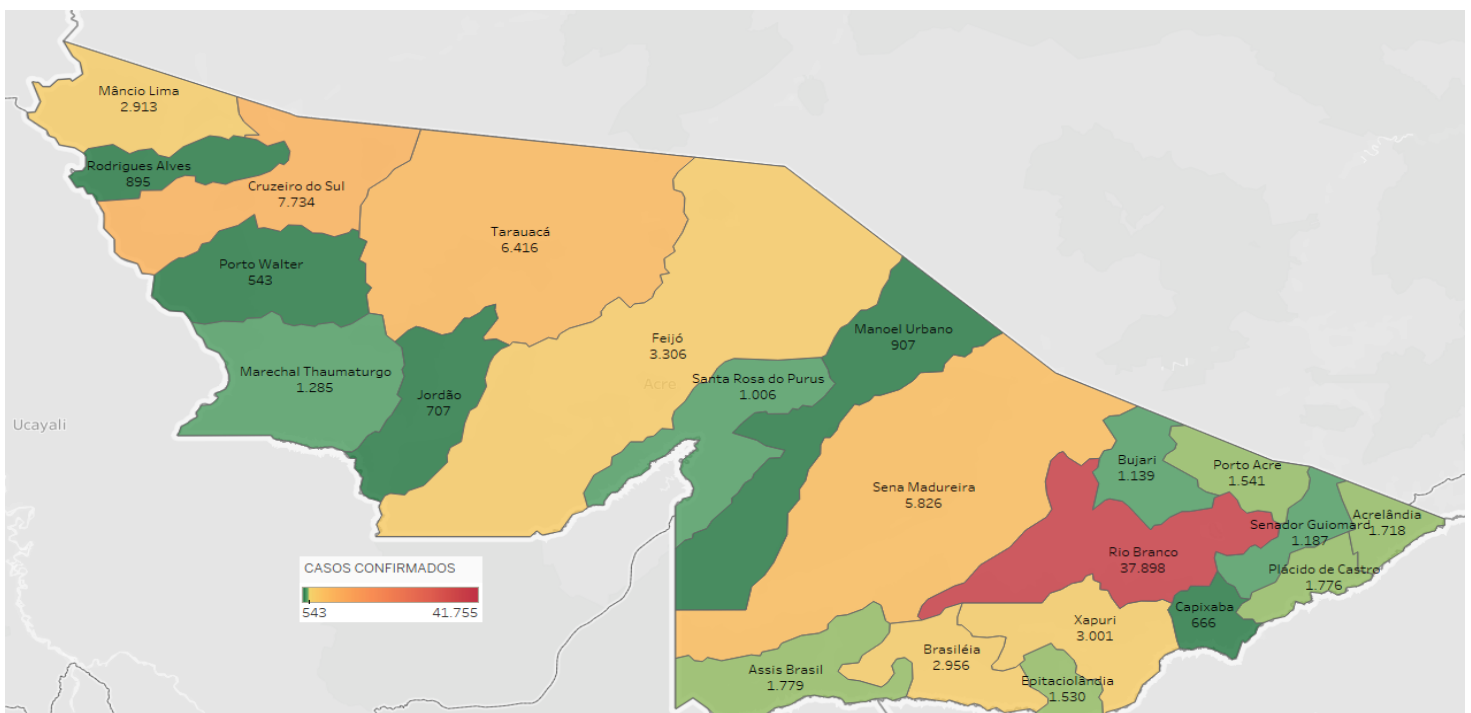 Mâncio Lima
2.913
Rodrigues Alves
895
Cruzeiro do Sul
7.734
Tarauacá
6.416
Porto Walter
543
Manoel Urbano
907
Feijó
3.306
Marechal Thaumaturgo
1.285
Santa Rosa do Purus
1.006
Acre
Jordão
707
Ucayali
Bujari
1.139
Porto Acre
1.541
Sena Madureira
5.826
Acrelândia
1.718
Senador Guiomard
1.187
Rio Branco
37.898
Plácido de Castro
1.776
CASOS CONFIRMADOS
543 41.755
Capixaba
666
Xapuri
3.001
Brasiléia
2.956
Assis Brasil
1.779
Epitaciolândia
1.530